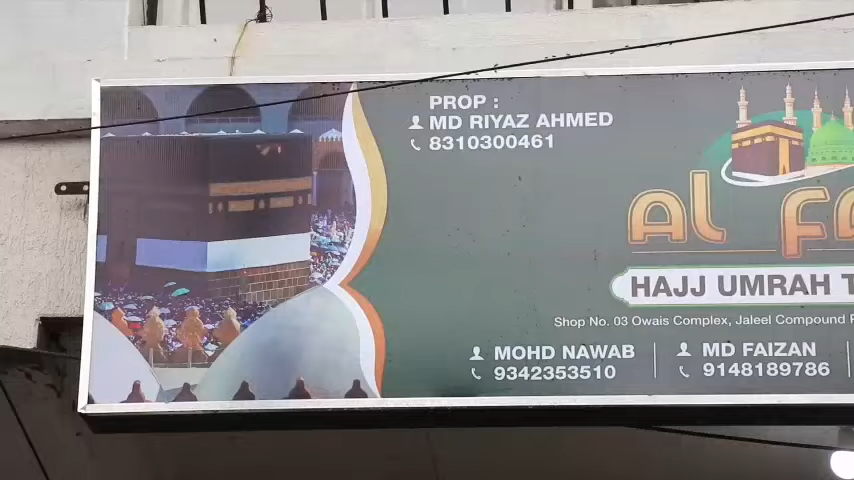 PROP :
MD RIYAZ AHMED
8310300461
AL FA
HAJJ UMRAH T
Shop No. 03 Owais Complex, Jaleel Compound
MOHD NAWAB
9342353510
MD FAIZAN
9148189786